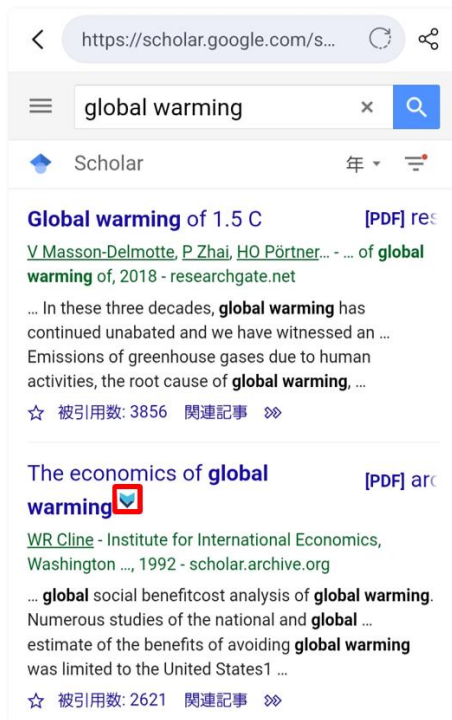 https://scholar.google.com/s...
global warming
Scholar 年
Global warming of 1.5 C [PDF] res
V Masson-Delmotte, P Zhai, HO Pörtner... - ... of global
warming of, 2018 - researchgate.net
... In these three decades, global warming has
continued unabated and we have witnessed an ...
Emissions of greenhouse gases due to human
activities, the root cause of global warming, ...
被引用数: 3856 関連記事
The economics of global [PDF] arc
warming
WR Cline - Institute for International Economics,
Washington ..., 1992 - scholar.archive.org
... global social benefitcost analysis of global warming.
Numerous studies of the national and global ...
estimate of the benefits of avoiding global warming
was limited to the United States1 ...
被引用数: 2621 関連記事